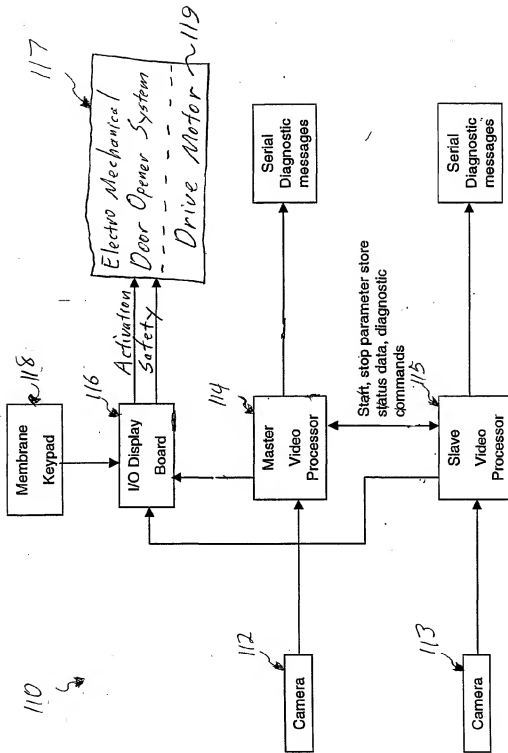 110
Membrane
Keypad
118
I/O Display
Board
116
Activation
Safety
117
Electro Mechanical
Door Opener System
Drive Motor
119
Camera
112
Master
Video
Processor
114
Serial
Diagnostic
messages
Staft, stop parameter store
status data, diagnostic
commands
Camera
113
Slave
Video
Processor
115
Serial
Diagnostic
messages